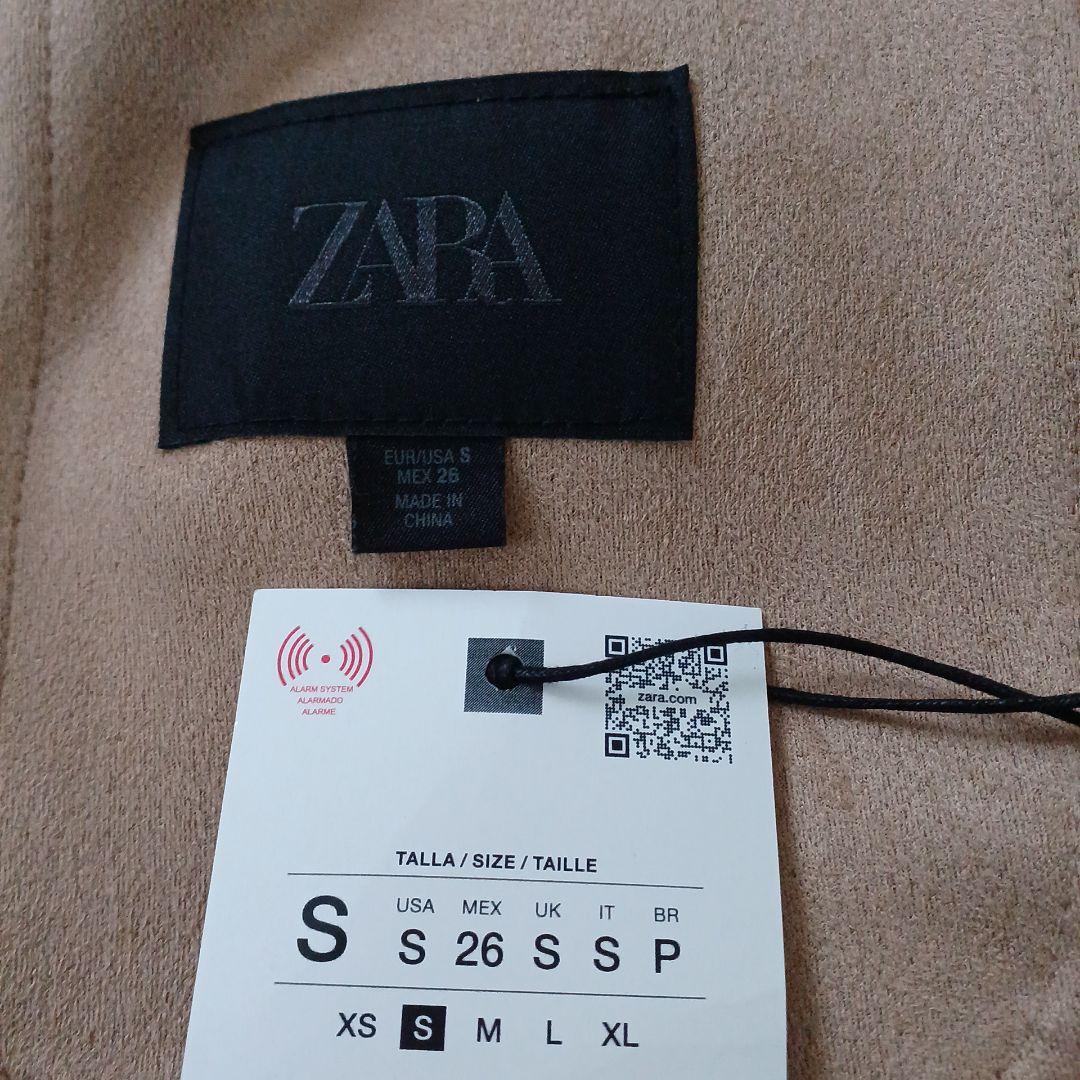 ZARA
EUR/USA S
MEX 26
MADE IN
CHINA
ALARM SYSTEM
ALARMADO
ALARME
zara.com
TALLA / SIZE / TAILLE
S
USA MEX UK IT BR
S 26 S S P
XS S M L XL